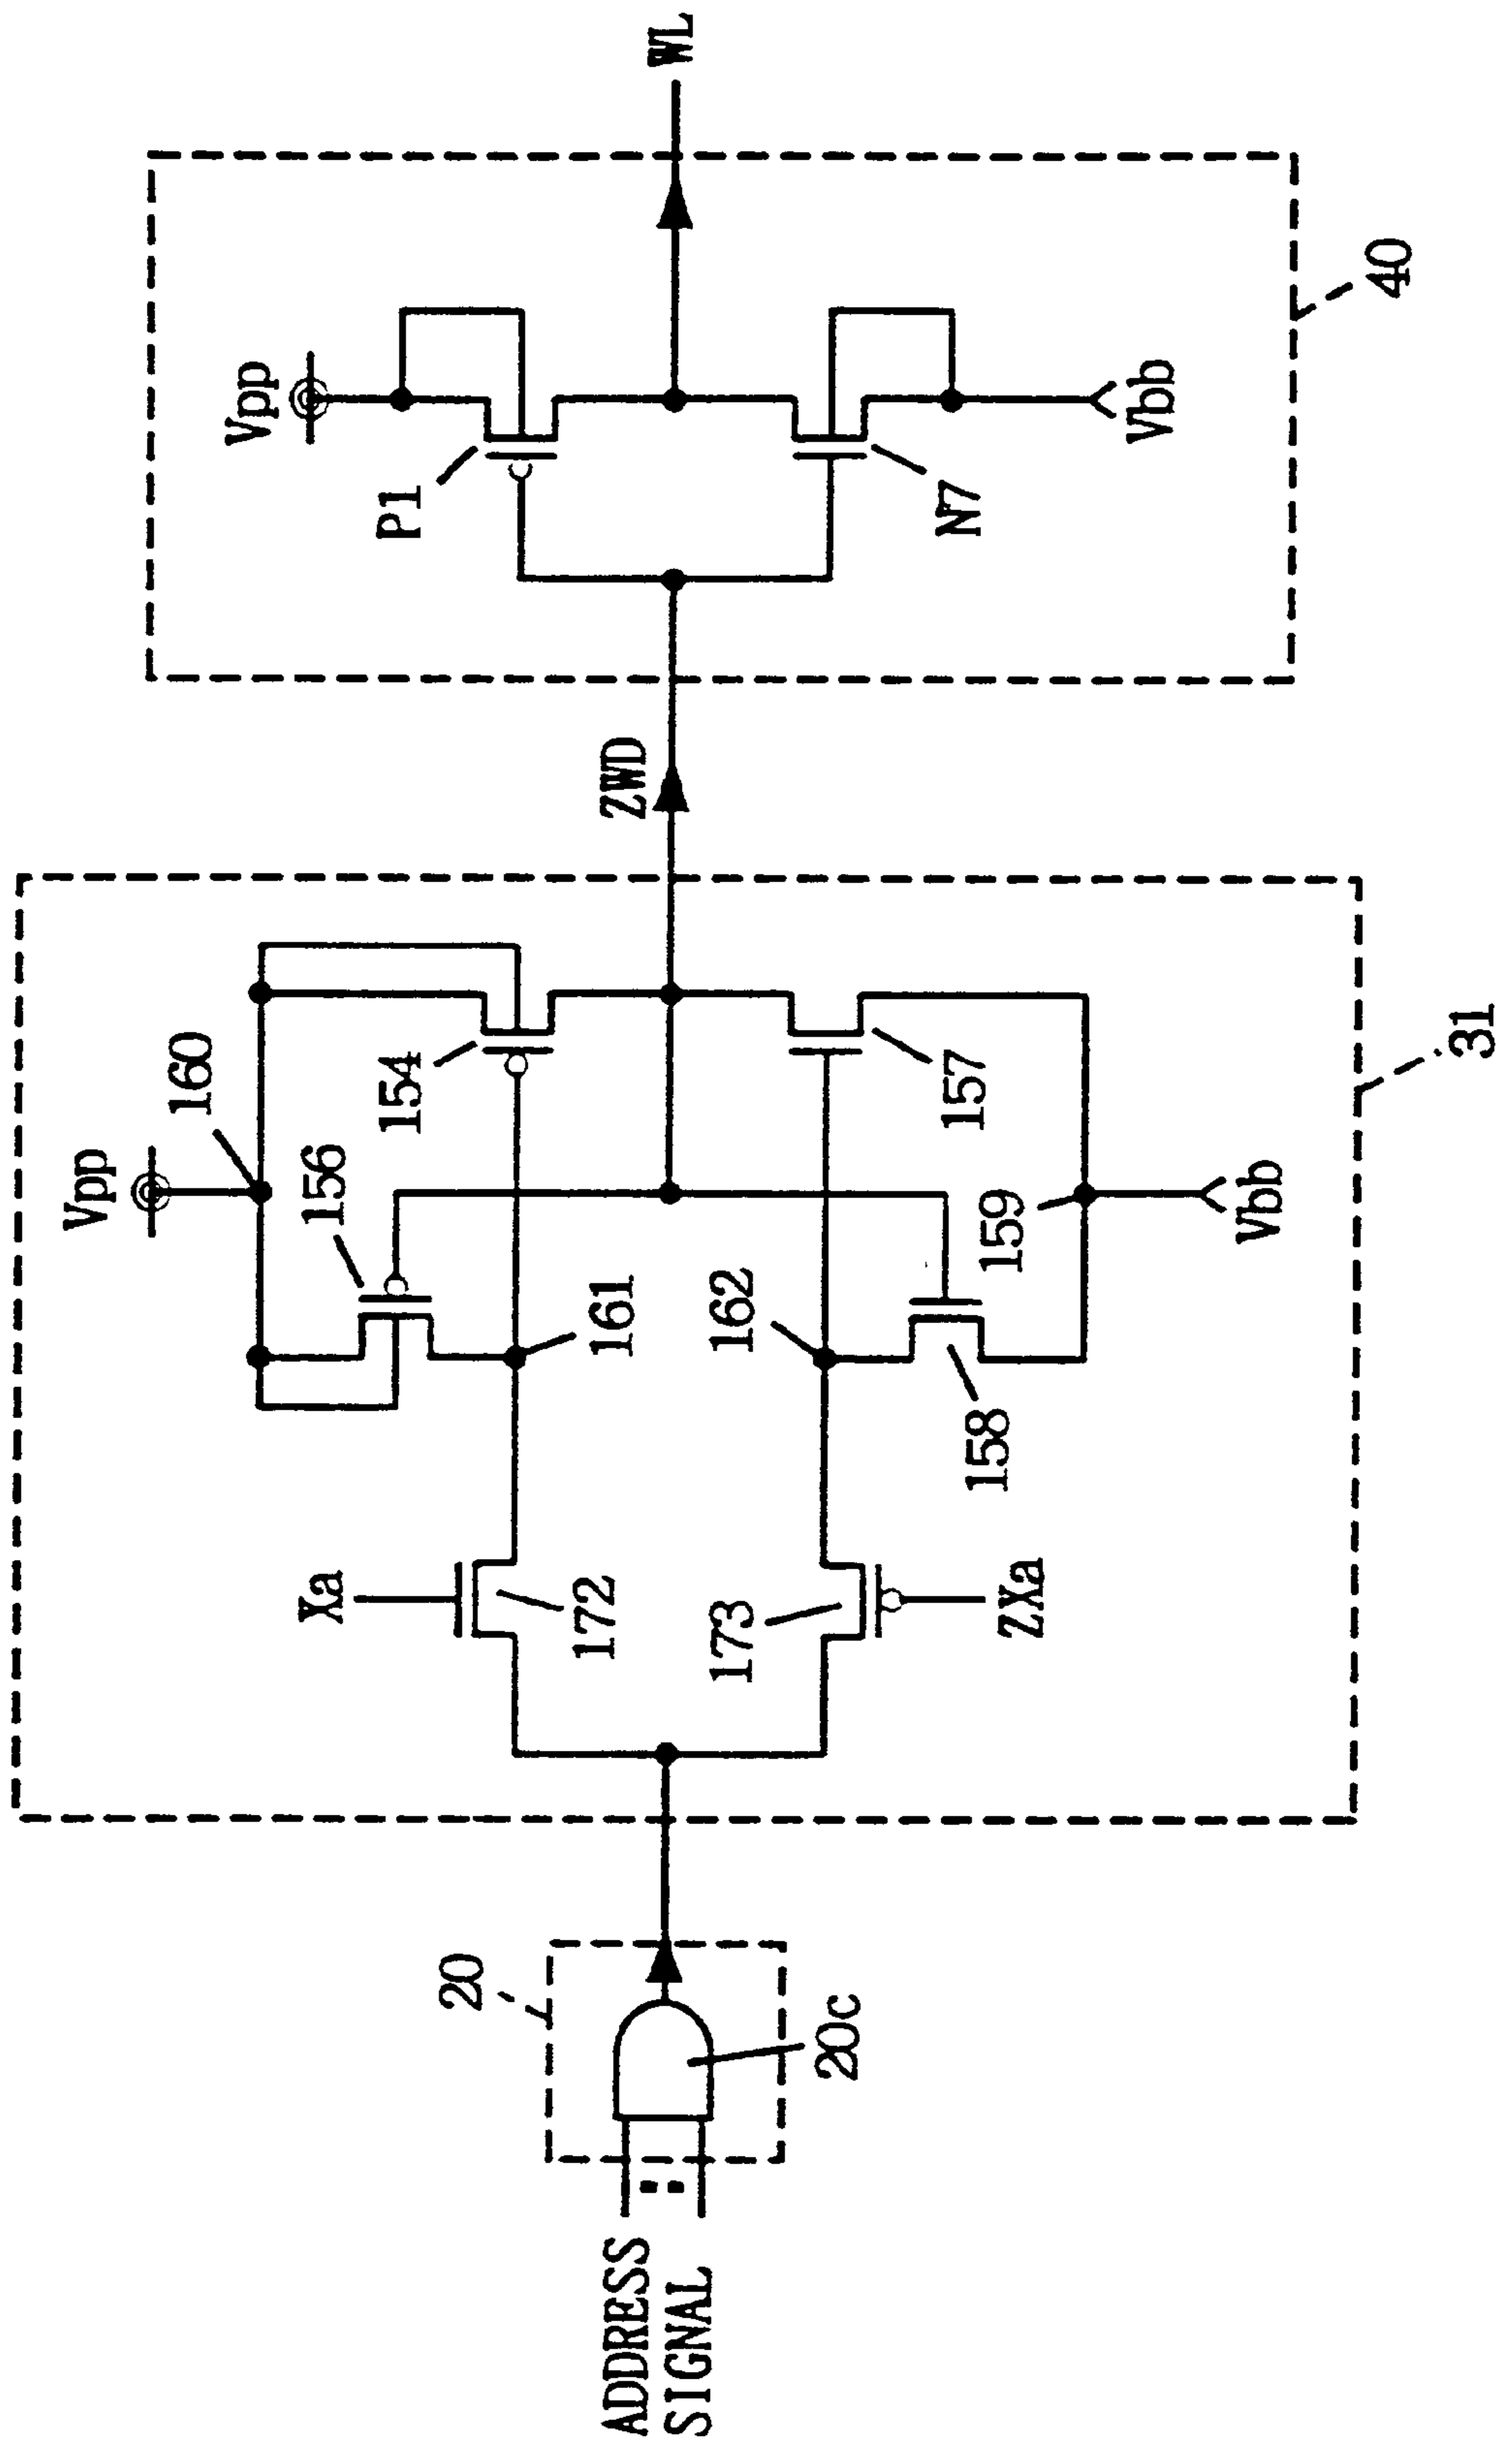 ADDRESS
SIGNAL
20
20c
Xa
172
173
ZXa
Vpp
160
156
161
162
158
154
157
159
Vbb
31
ZWD
Vpp
P1
N7
Vbb
40
WL